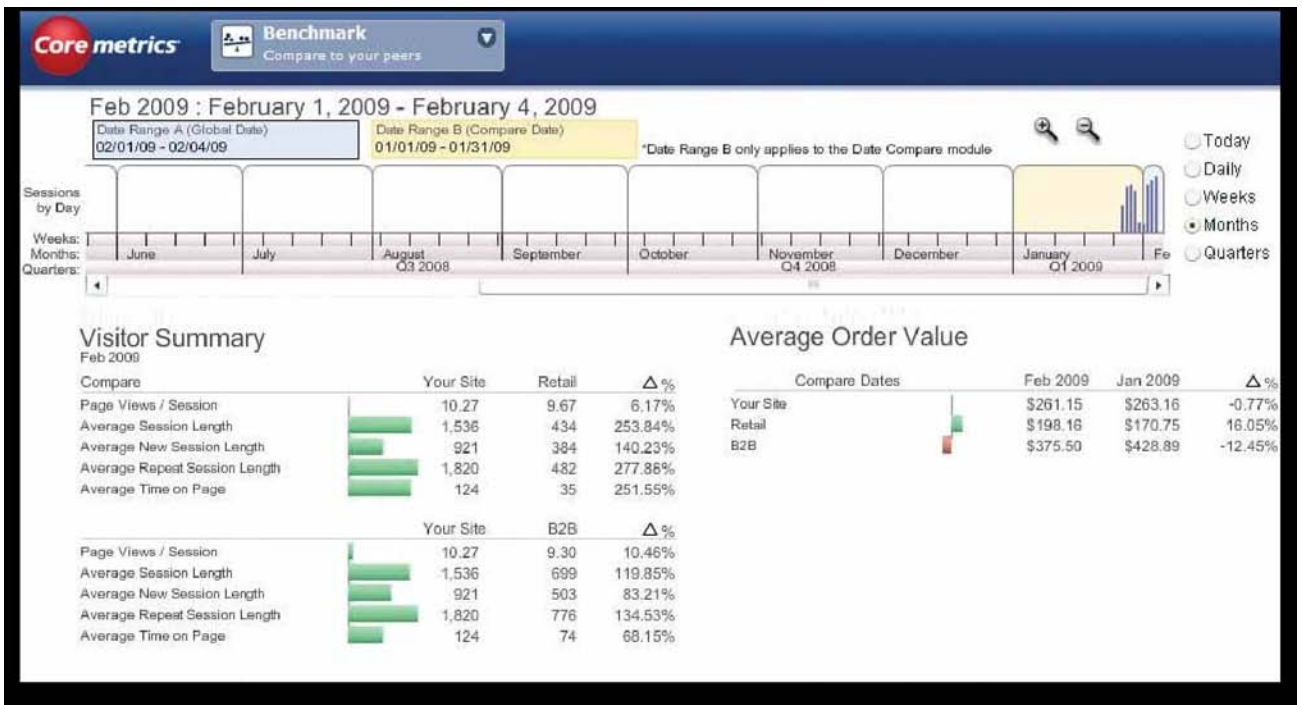 Coremetrics
Benchmark
Compare to your peers
Feb 2009 : February 1, 2009 - February 4, 2009
Date Range A (Global Date)
02/01/09 - 02/04/09
Date Range B (Compare Date)
01/01/09 - 01/31/09
*Date Range B only applies to the Date Compare module
Today
Daily
Weeks
Months
Quarters
Sessions
by Day
Weeks:
Months: June July August September October November December January Fe
Quarters: Q3 2008 Q4 2008 Q1 2009
Visitor Summary
Feb 2009
Compare Your Site Retail Δ%
Page Views / Session 10.27 9.67 6.17%
Average Session Length 1,536 434 253.84%
Average New Session Length 921 384 140.23%
Average Repeat Session Length 1,820 482 277.86%
Average Time on Page 124 35 251.55%
Your Site B2B Δ%
Page Views / Session 10.27 9.30 10.46%
Average Session Length 1,536 699 119.85%
Average New Session Length 921 503 83.21%
Average Repeat Session Length 1,820 776 134.53%
Average Time on Page 124 74 68.15%
Average Order Value
Compare Dates Feb 2009 Jan 2009 Δ%
Your Site $261.15 $263.16 -0.77%
Retail $198.16 $170.75 16.05%
B2B $375.50 $428.89 -12.45%